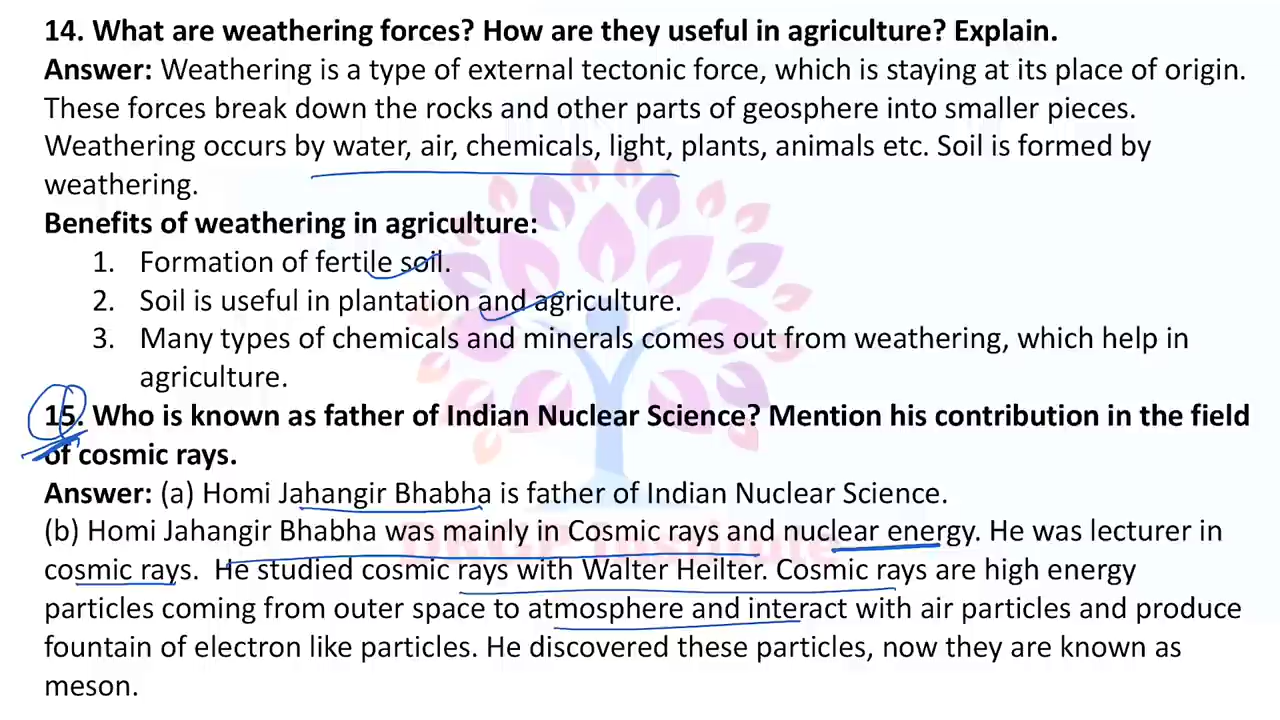 14. What are weathering forces? How are they useful in agriculture? Explain.
Answer: Weathering is a type of external tectonic force, which is staying at its place of origin.
These forces break down the rocks and other parts of geosphere into smaller pieces.
Weathering occurs by water, air, chemicals, light, plants, animals etc. Soil is formed by
weathering.
Benefits of weathering in agriculture:
1. Formation of fertile soil.
2. Soil is useful in plantation and agriculture.
3. Many types of chemicals and minerals comes out from weathering, which help in
agriculture.
15. Who is known as father of Indian Nuclear Science? Mention his contribution in the field
of cosmic rays.
Answer: (a) Homi Jahangir Bhabha is father of Indian Nuclear Science.
(b) Homi Jahangir Bhabha was mainly in Cosmic rays and nuclear energy. He was lecturer in
cosmic rays. He studied cosmic rays with Walter Heilter. Cosmic rays are high energy
particles coming from outer space to atmosphere and interact with air particles and produce
fountain of electron like particles. He discovered these particles, now they are known as
meson.